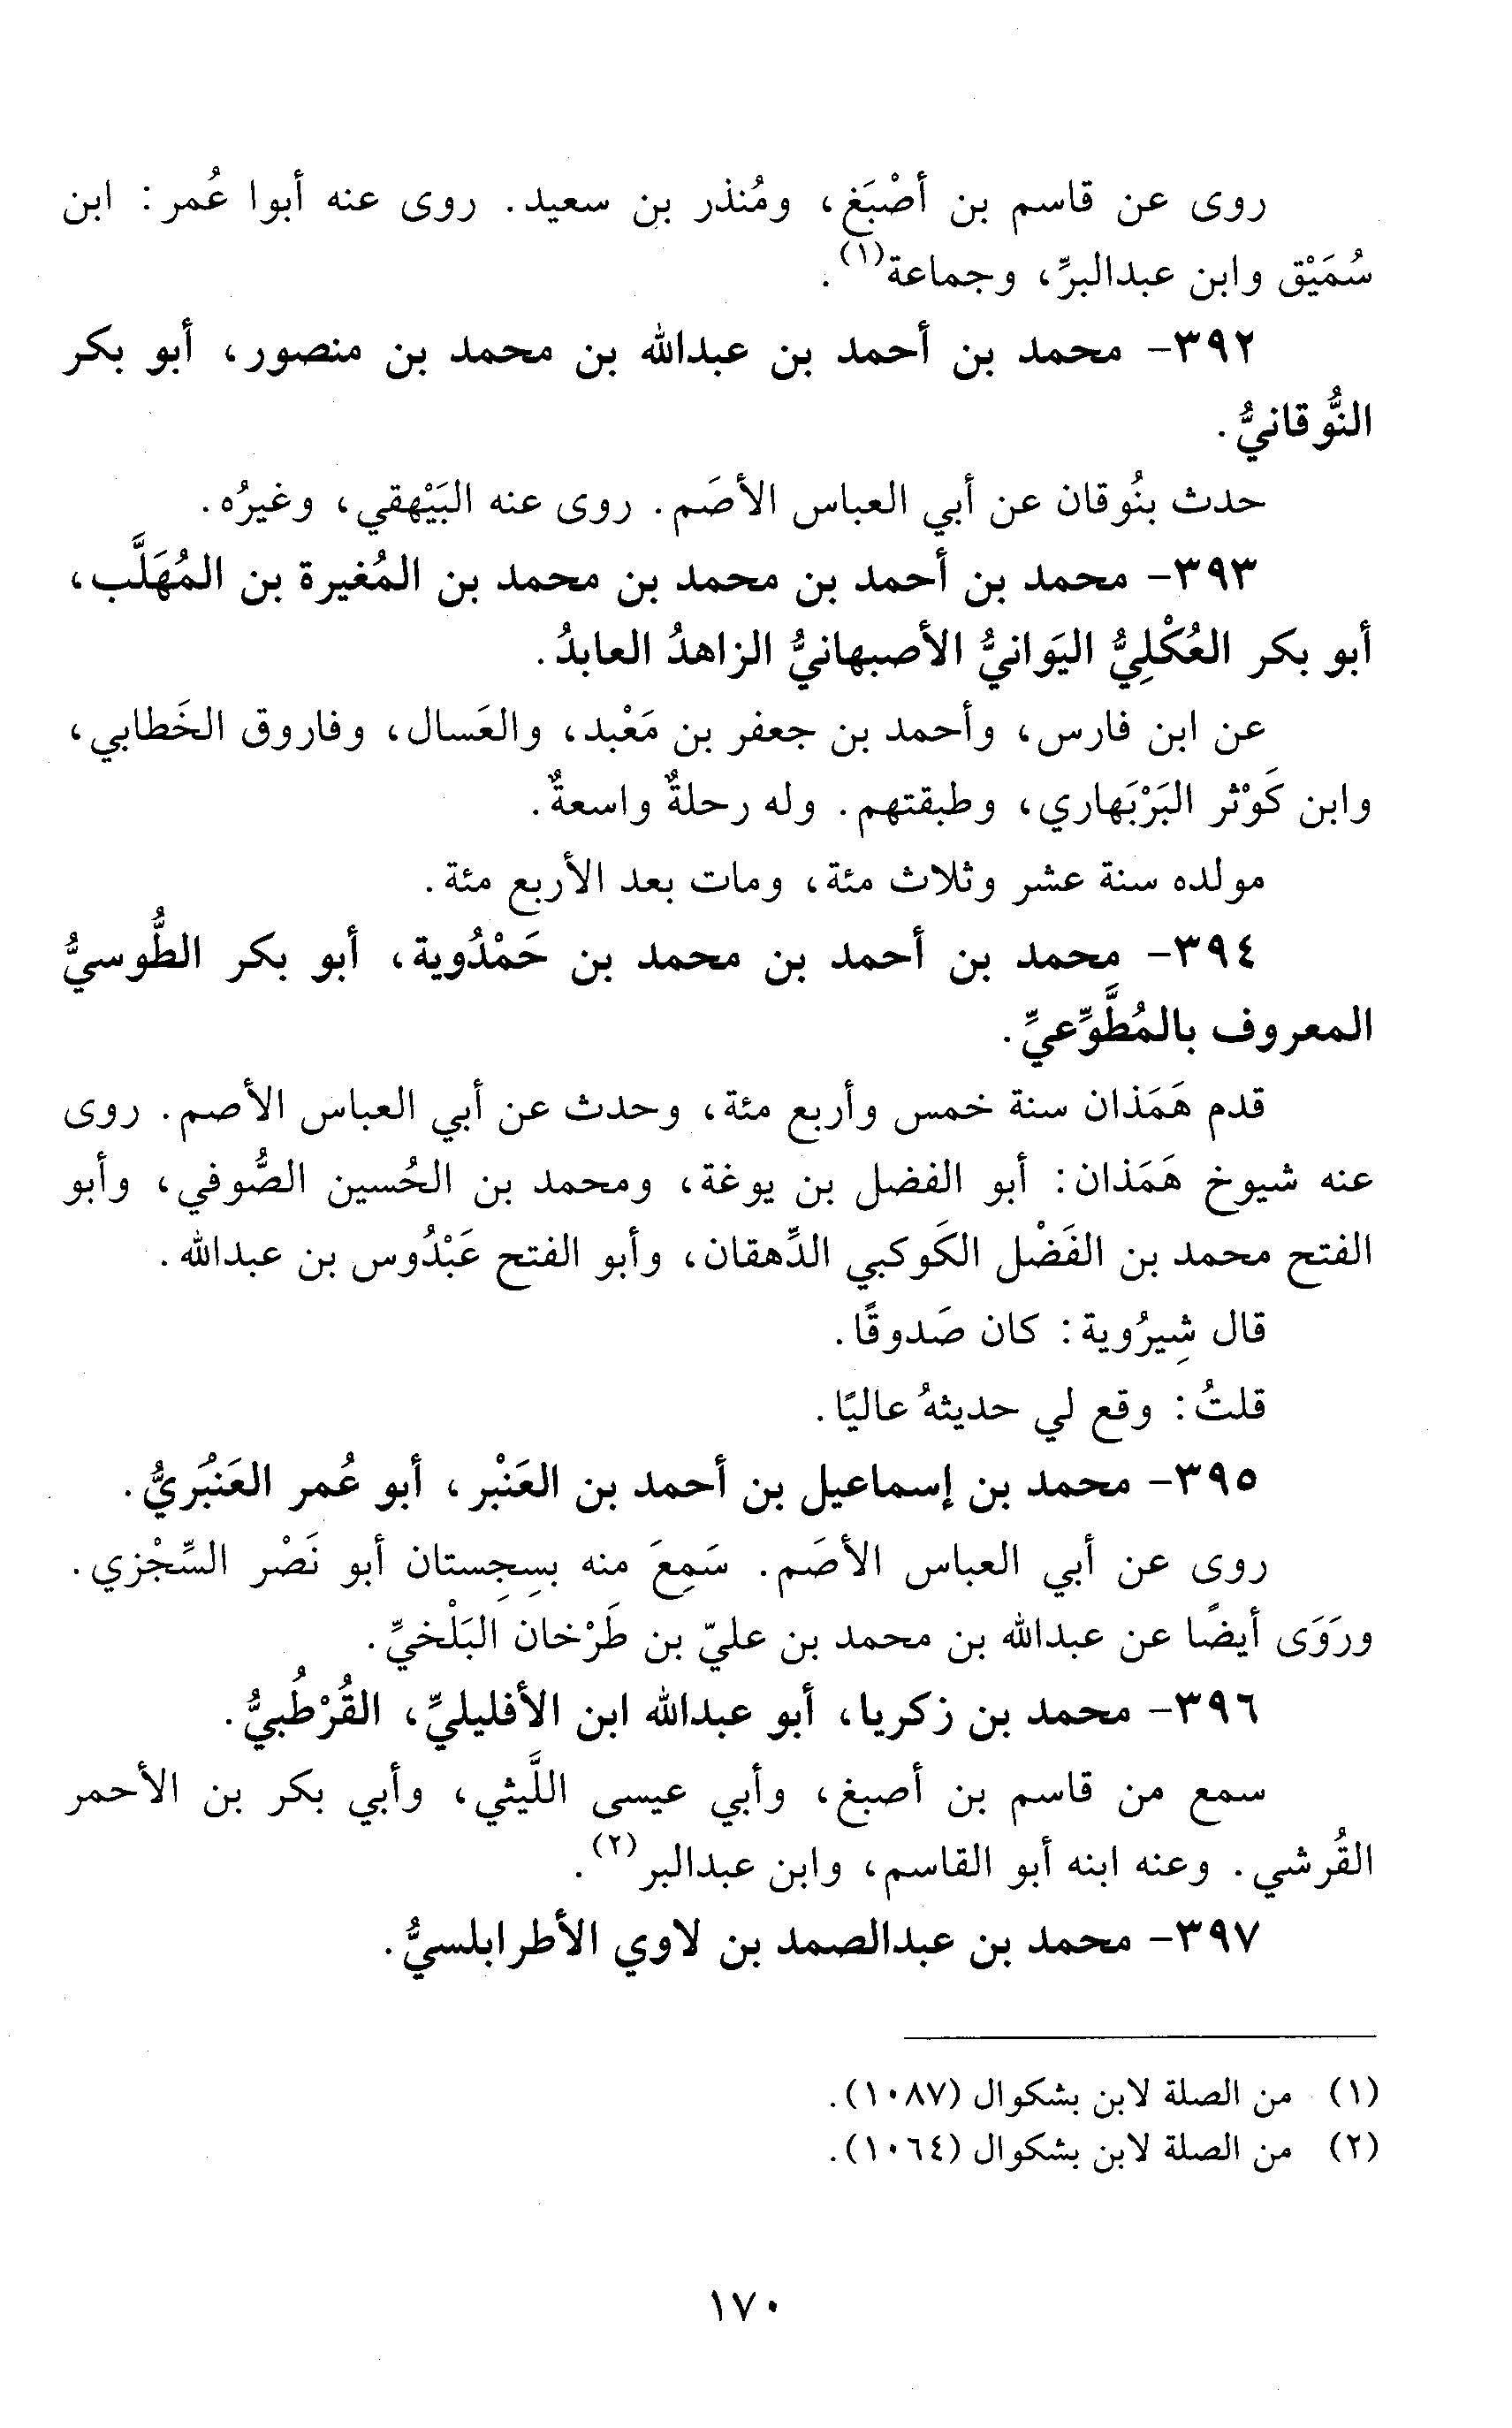 روى عن قاسم بن أصْبَغ، ومُنذر بن سعيد. روى عنه أبوا عُمر: ابن
سُمَيْق وابن عبدالبرِّ، وجماعة(١).
٣٩٢- محمد بن أحمد بن عبدالله بن محمد بن منصور، أبو بكر
النُّوقانيُّ.
حدث بنُوقان عن أبي العباس الأصَم. روى عنه البَيْهقي، وغيرُه.
٣٩٣- محمد بن أحمد بن محمد بن محمد بن المُغيرة بن المُهَلَّب،
أبو بكر العُكْلِيُّ اليَوانيُّ الأصبهانيُّ الزاهدُ العابدُ.
عن ابن فارس، وأحمد بن جعفر بن مَعْبد، والعَسال، وفاروق الخَطابي،
وابن كَوْثر البَرْبَهاري، وطبقتهم. وله رحلةٌ واسعةٌ.
مولده سنة عشر وثلاث مئة، ومات بعد الأربع مئة.
٣٩٤- محمد بن أحمد بن محمد بن حَمْدُوية، أبو بكر الطُّوسيُّ
المعروف بالمُطَّوِّعيِّ.
قدم هَمَذان سنة خمس وأربع مئة، وحدث عن أبي العباس الأصم. روى
عنه شيوخ هَمَذان: أبو الفضل بن يوغة، ومحمد بن الحُسين الصُّوفي، وأبو
الفتح محمد بن الفَضْل الكَوكبي الدِّهقان، وأبو الفتح عَبْدُوس بن عبدالله.
قال شِيرُوية: كان صَدوقًا.
قلتُ: وقع لي حديثهُ عاليًا.
٣٩٥- محمد بن إسماعيل بن أحمد بن العَنْبر، أبو عُمر العَنْبُريُّ.
روى عن أبي العباس الأصَم. سَمِعَ منه بسِجِستان أبو نَصْر السِّجْزي.
ورَوَى أيضًا عن عبدالله بن محمد بن عليّ بن طَرْخان البَلْخيِّ.
٣٩٦- محمد بن زكريا، أبو عبدالله ابن الأفليليِّ، القُرْطُبيُّ.
سمع من قاسم بن أصبغ، وأبي عيسى اللَّيثي، وأبي بكر بن الأحمر
القُرشي. وعنه ابنه أبو القاسم، وابن عبدالبر(٢).
٣٩٧- محمد بن عبدالصمد بن لاوي الأطرابلسيُّ.
(١) من الصلة لابن بشكوال (١٠٨٧).
(٢) من الصلة لابن بشكوال (١٠٦٤).
١٧٠